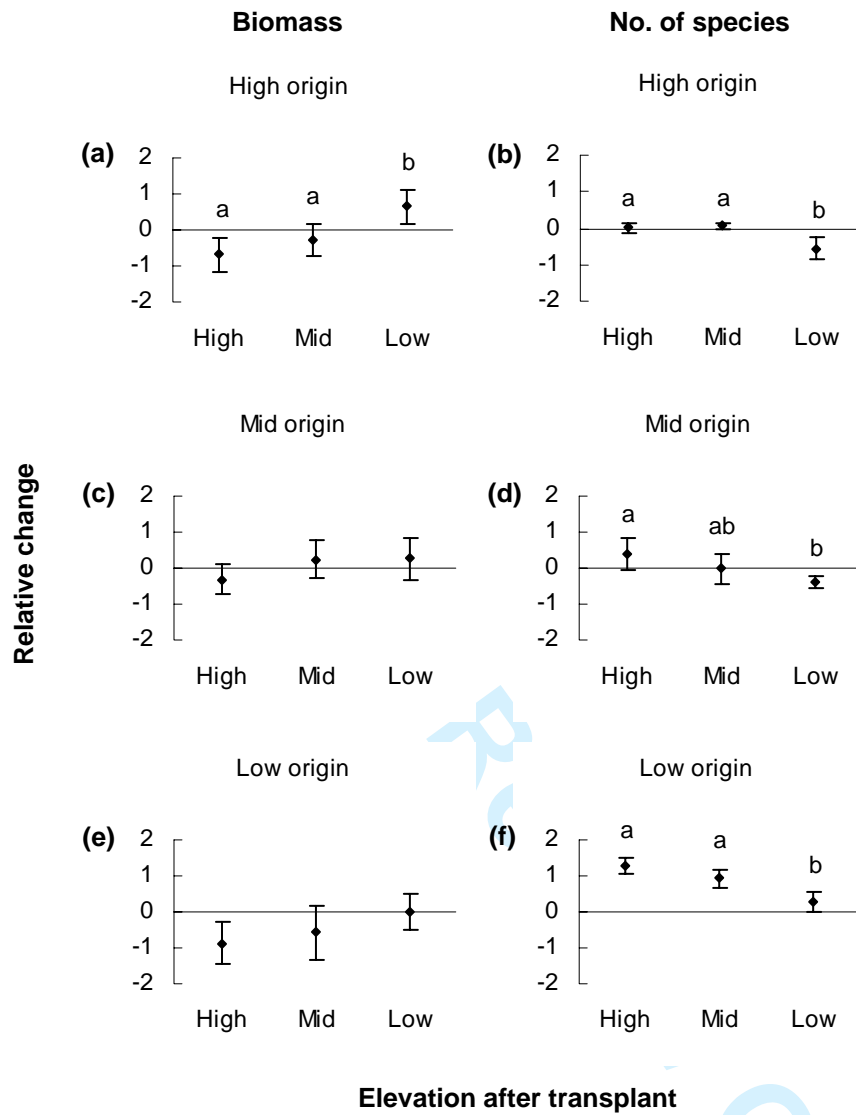 Biomass No. of species
High origin High origin
(a) (b)
2 2
1 1
0 0
-1 -1
-2 -2
a a b a a b
High Mid Low High Mid Low
Mid origin Mid origin
(c) (d)
2 2
1 1
0 0
-1 -1
-2 -2
a ab b
High Mid Low High Mid Low
Relative change
Low origin Low origin
(e) (f)
2 2
1 1
0 0
-1 -1
-2 -2
a a b
High Mid Low High Mid Low
Elevation after transplant